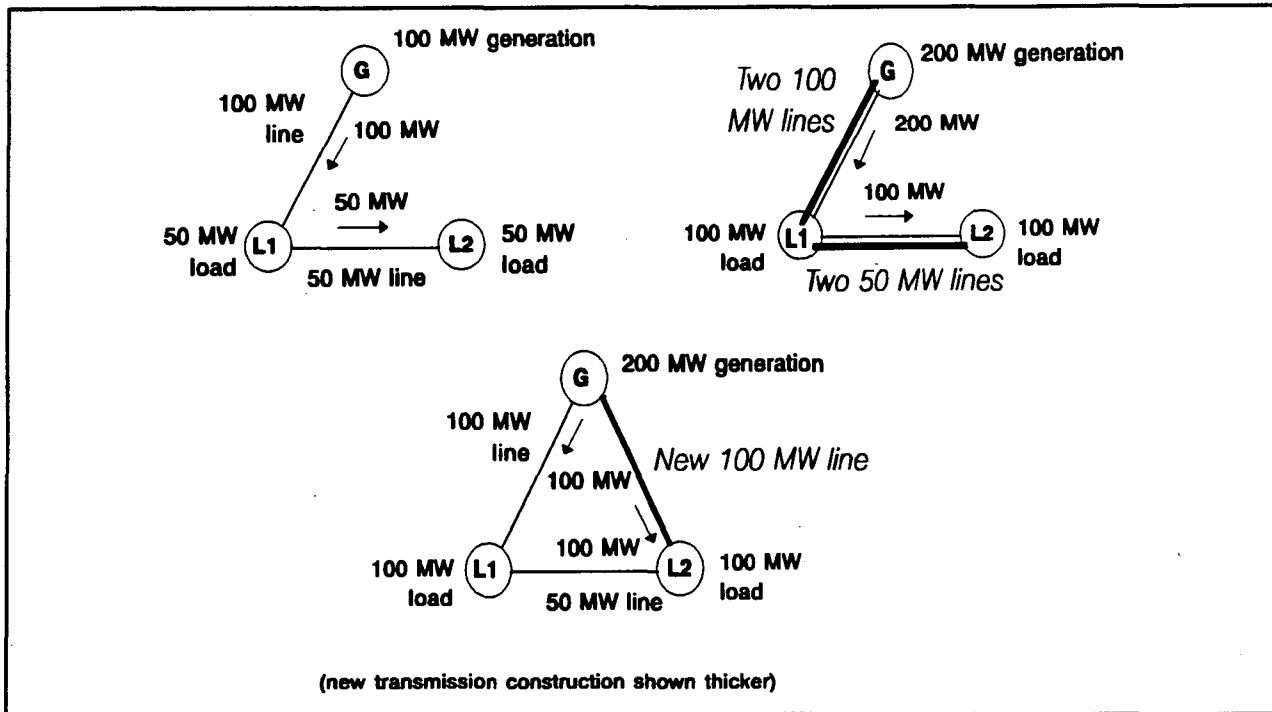 100 MW generation
G
100 MW
line
100 MW
50 MW
50 MW
load
L1
L2
50 MW
load
50 MW line
200 MW generation
G
Two 100
MW lines
200 MW
100 MW
100 MW
load
L1
L2
100 MW
load
Two 50 MW lines
200 MW generation
G
100 MW
line
New 100 MW line
100 MW
100 MW
100 MW
load
L1
L2
100 MW
load
50 MW line
(new transmission construction shown thicker)